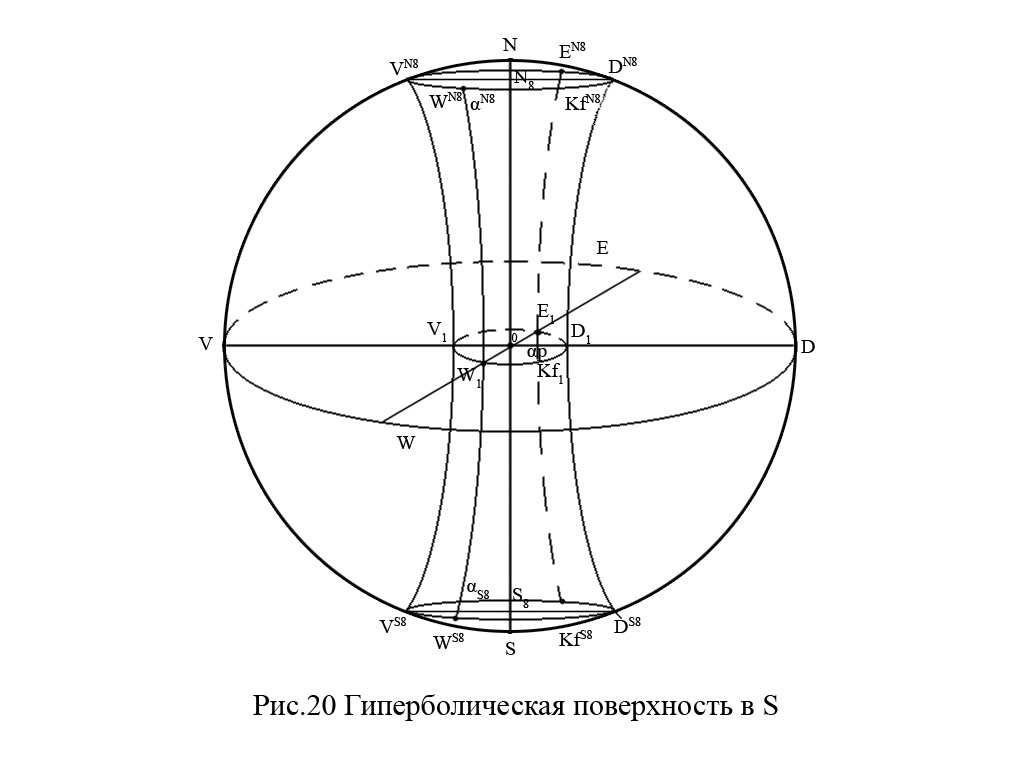 N
E^N8
V^N8
D^N8
N_8
W^N8
α^N8
Kf^N8
E
V
V_1
E_1
0
D_1
D
αp
W_1
Kf_1
W
α_S8
S_8
V^S8
W^S8
Kf^S8
D^S8
S
Рис.20 Гиперболическая поверхность в S